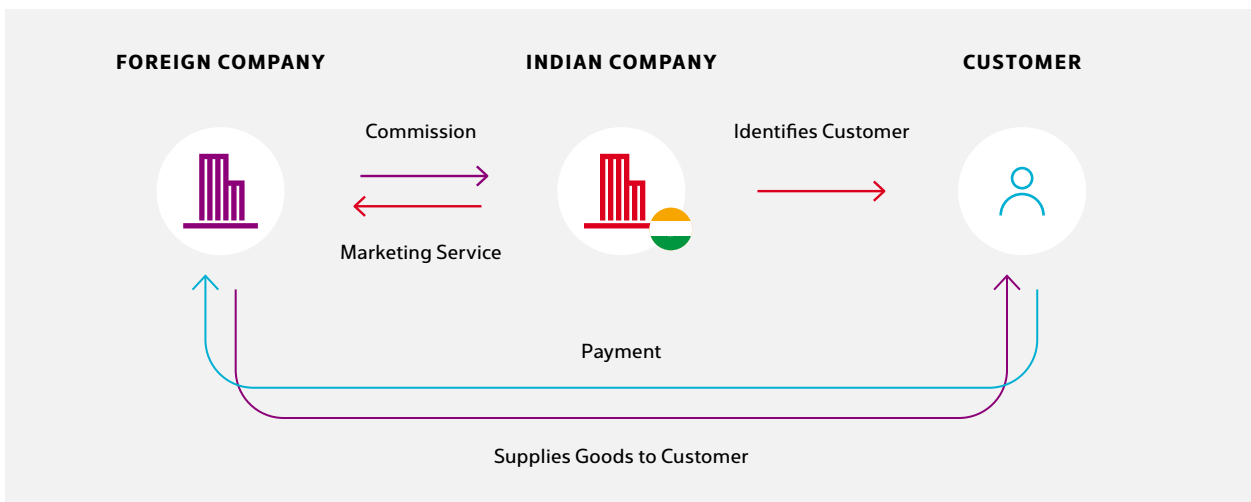 FOREIGN COMPANY
INDIAN COMPANY
CUSTOMER
Commission
Identifies Customer
Marketing Service
Payment
Supplies Goods to Customer